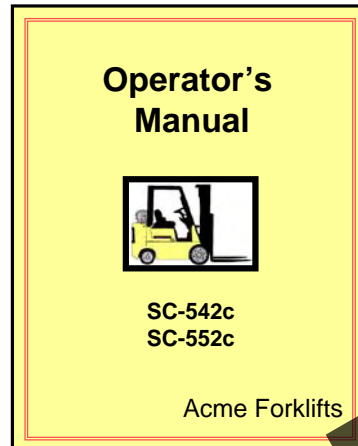 Operator's
Manual
SC-542c
SC-552c
Acme Forklifts